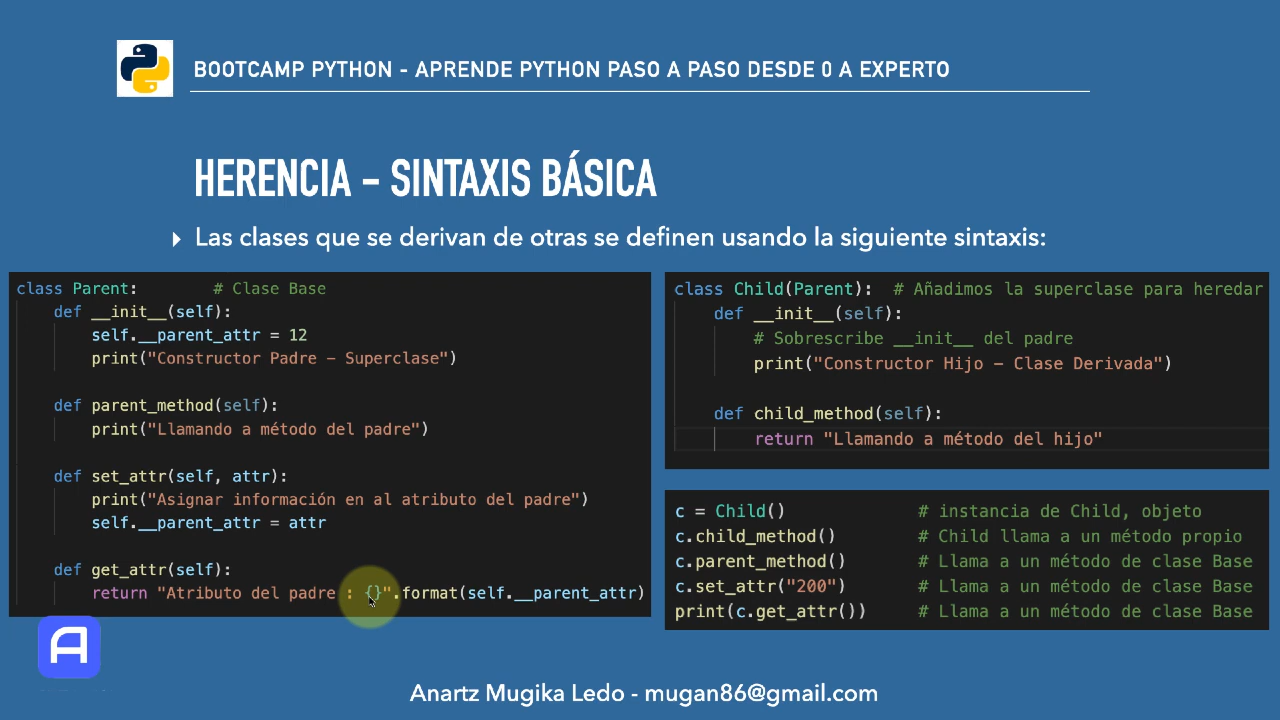 BOOTCAMP PYTHON - APRENDE PYTHON PASO A PASO DESDE 0 A EXPERTO
HERENCIA - SINTAXIS BÁSICA
Las clases que se derivan de otras se definen usando la siguiente sintaxis:
class Parent:        # Clase Base
    def __init__(self):
        self.__parent_attr = 12
        print("Constructor Padre - Superclase")
    def parent_method(self):
        print("Llamando a método del padre")
    def set_attr(self, attr):
        print("Asignar información en al atributo del padre")
        self.__parent_attr = attr
    def get_attr(self):
        return "Atributo del padre : {}".format(self.__parent_attr)
class Child(Parent):  # Añadimos la superclase para heredar
    def __init__(self):
        # Sobrescribe __init__ del padre
        print("Constructor Hijo - Clase Derivada")
    def child_method(self):
        return "Llamando a método del hijo"
c = Child()             # instancia de Child, objeto
c.child_method()        # Child llama a un método propio
c.parent_method()       # Llama a un método de clase Base
c.set_attr("200")       # Llama a un método de clase Base
print(c.get_attr())     # Llama a un método de clase Base
A
Anartz Mugika Ledo - mugan86@gmail.com